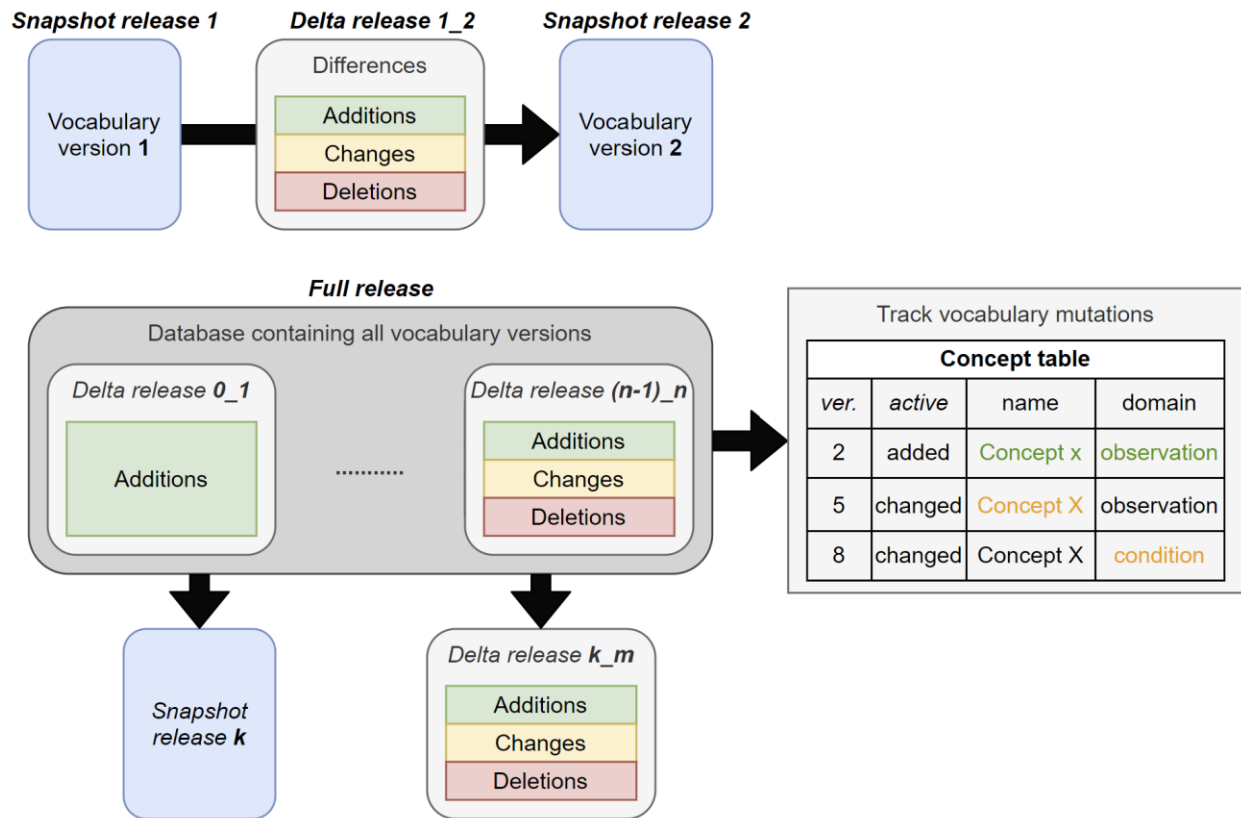 Snapshot release 1
Delta release 1_2
Snapshot release 2
Vocabulary
version 1
Differences
Additions
Changes
Deletions
Vocabulary
version 2
Full release
Database containing all vocabulary versions
Delta release 0_1
Additions
...........
Delta release (n-1)_n
Additions
Changes
Deletions
Track vocabulary mutations
Concept table
ver. active name domain
2 added Concept x observation
5 changed Concept X observation
8 changed Concept X condition
Snapshot
release k
Delta release k_m
Additions
Changes
Deletions